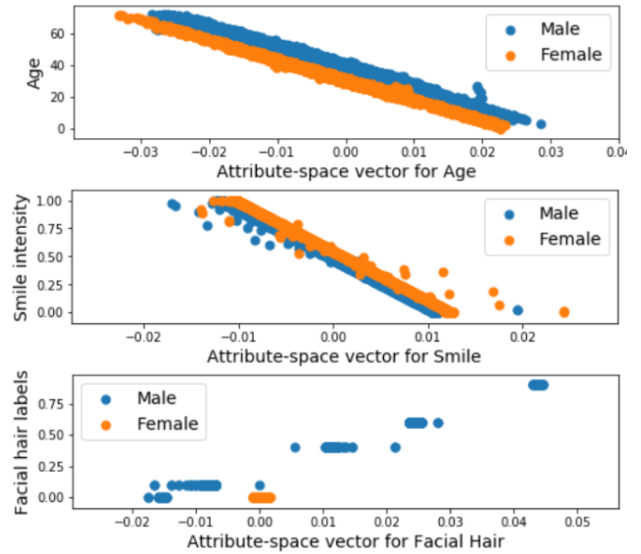 Male
Female
Age
60
40
20
0
−0.03 −0.02 −0.01 0.00 0.01 0.02 0.03 0.04
Attribute-space vector for Age
Male
Female
Smile intensity
1.00
0.75
0.50
0.25
0.00
−0.02 −0.01 0.00 0.01 0.02
Attribute-space vector for Smile
Male
Female
Facial hair labels
0.75
0.50
0.25
0.00
−0.02 −0.01 0.00 0.01 0.02 0.03 0.04 0.05
Attribute-space vector for Facial Hair